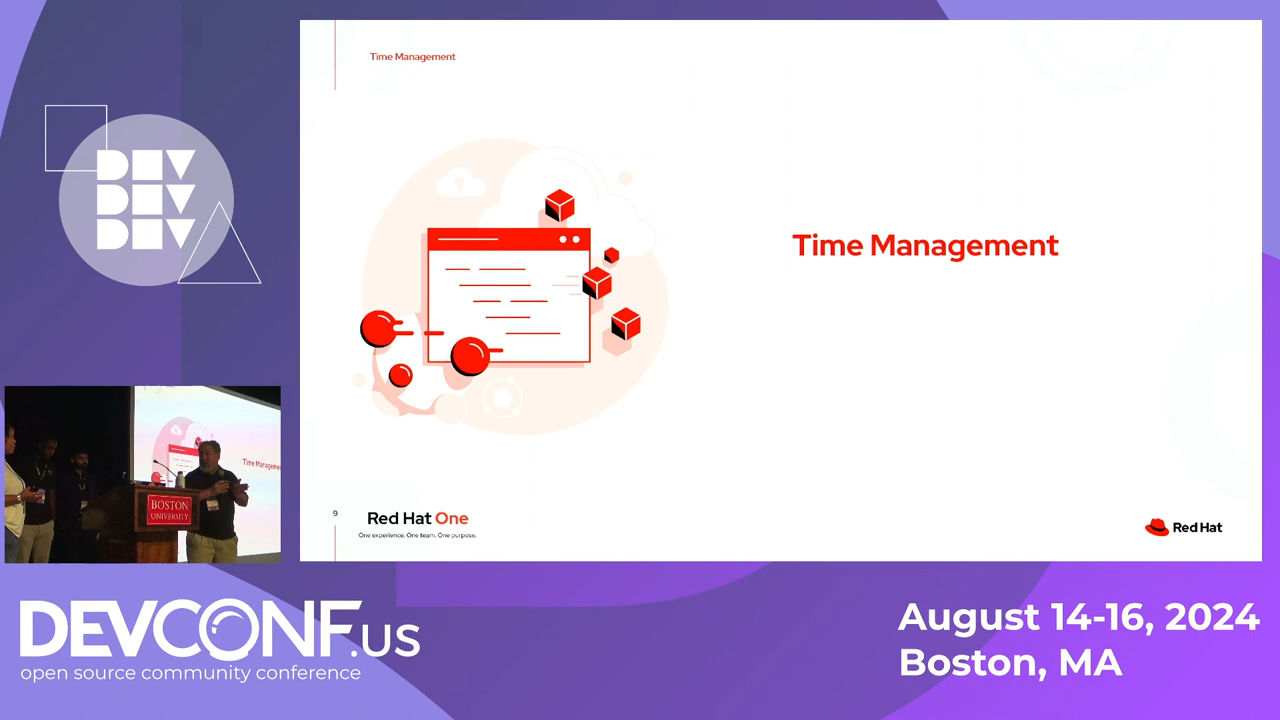 Time Management
Time Management
9
Red Hat One
One experience. One team. One purpose.
Red Hat
DEV
DEV
DEV
Time Manageme
BOSTON
UNIVERSITY
DEVCONF.US
open source community conference
August 14-16, 2024
Boston, MA